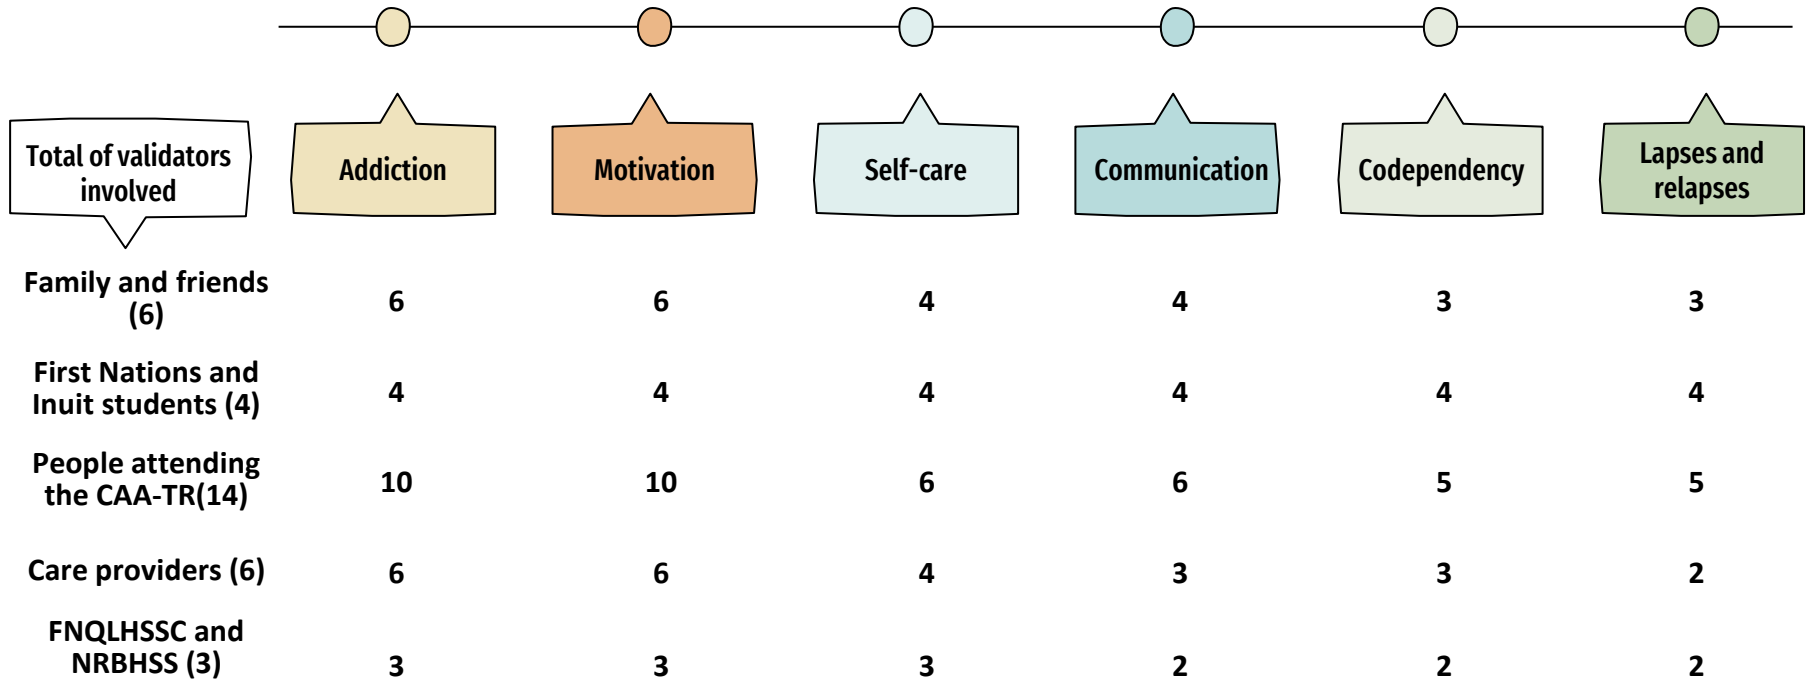 Total of validators
involved
Addiction
Motivation
Self-care
Communication
Codependency
Lapses and
relapses
Family and friends
(6)
6 6 4 4 3 3
First Nations and
Inuit students (4)
4 4 4 4 4 4
People attending
the CAA-TR(14)
10 10 6 6 5 5
Care providers (6) 6 6 4 3 3 2
FNQLHSSC and
NRBHSS (3)
3 3 3 2 2 2